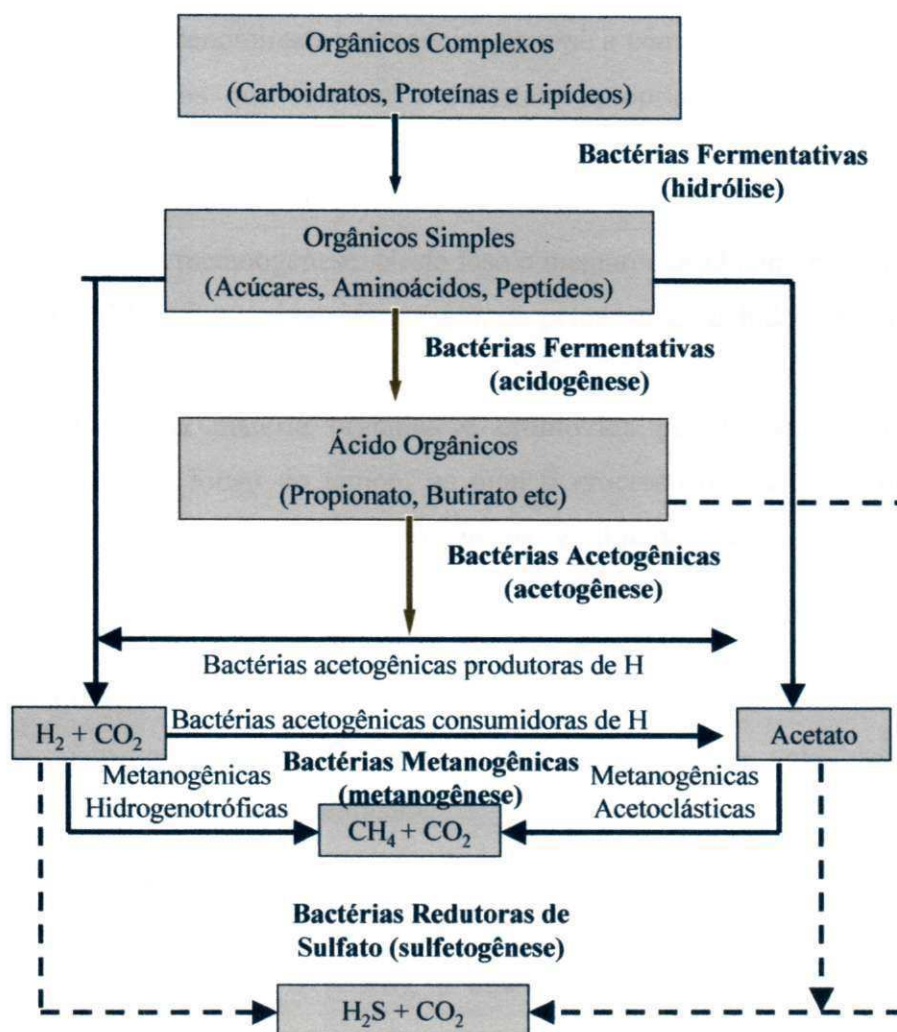 Orgânicos Complexos
(Carboidratos, Proteínas e Lipídeos)
Bactérias Fermentativas
(hidrólise)
Orgânicos Simples
(Acúcares, Aminoácidos, Peptídeos)
Bactérias Fermentativas
(acidogênese)
Ácido Orgânicos
(Propionato, Butirato etc)
Bactérias Acetogênicas
(acetogênese)
Bactérias acetogênicas produtoras de H
H₂ + CO₂
Bactérias acetogênicas consumidoras de H
Acetato
Metanogênicas
Hidrogenotróficas
Bactérias Metanogênicas
(metanogênese)
Metanogênicas
Acetoclásticas
CH₄ + CO₂
Bactérias Redutoras de
Sulfato (sulfetogênese)
H₂S + CO₂